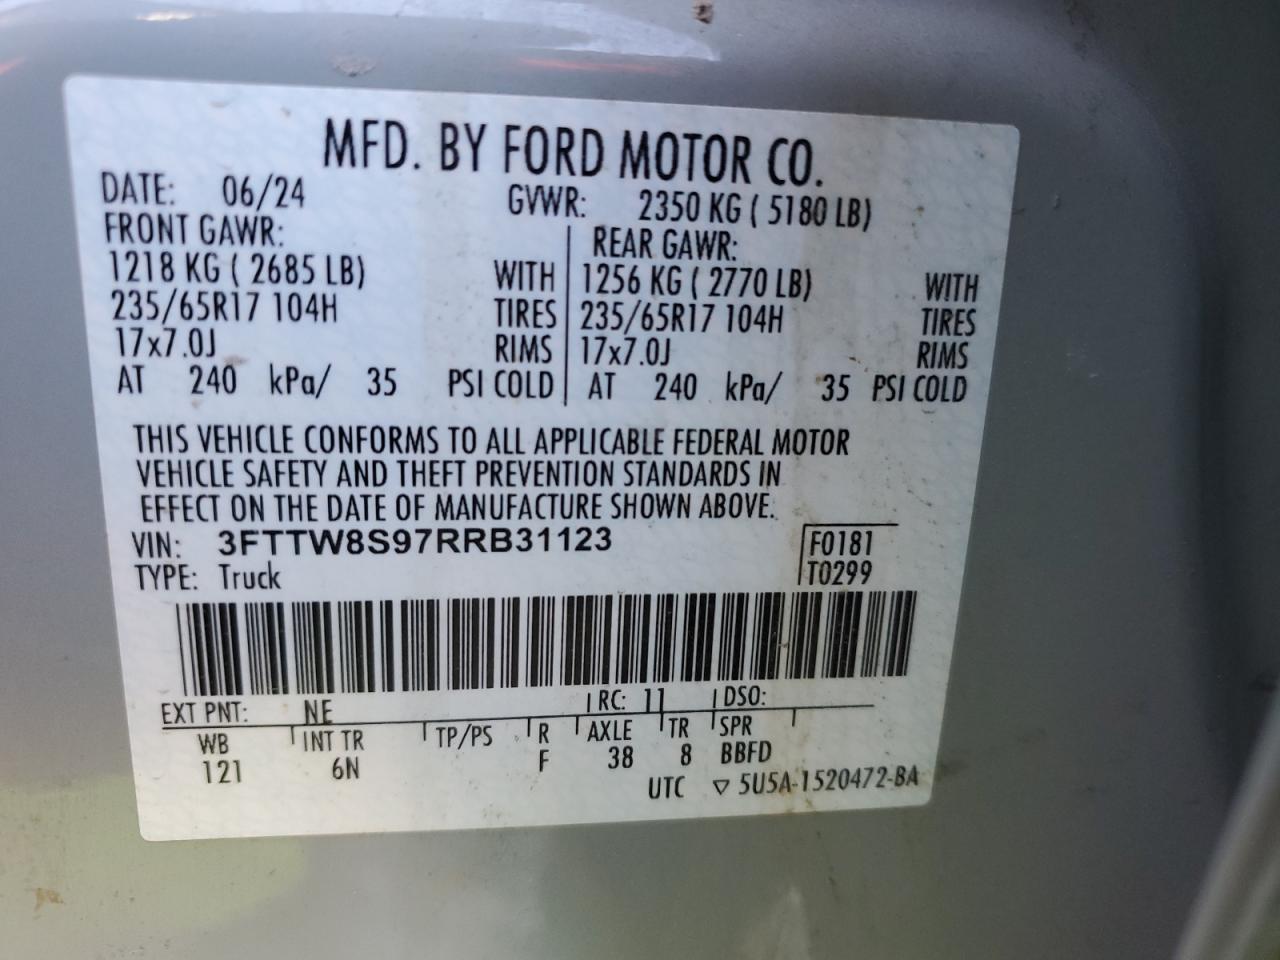 MFD. BY FORD MOTOR CO.
DATE: 06/24 GVWR: 2350 KG ( 5180 LB)
FRONT GAWR: REAR GAWR:
1218 KG ( 2685 LB) WITH 1256 KG ( 2770 LB) WITH
235/65R17 104H TIRES 235/65R17 104H TIRES
17x7.0J RIMS 17x7.0J RIMS
AT 240 kPa/ 35 PSI COLD AT 240 kPa/ 35 PSI COLD
THIS VEHICLE CONFORMS TO ALL APPLICABLE FEDERAL MOTOR
VEHICLE SAFETY AND THEFT PREVENTION STANDARDS IN
EFFECT ON THE DATE OF MANUFACTURE SHOWN ABOVE.
VIN: 3FTTW8S97RRB31123 F0181
TYPE: Truck T0299
EXT PNT: NE RC: 11 DSO:
WB INT TR TP/PS R AXLE TR SPR
121 6N F 38 8 BBFD
UTC ▽ 5U5A-1520472-BA